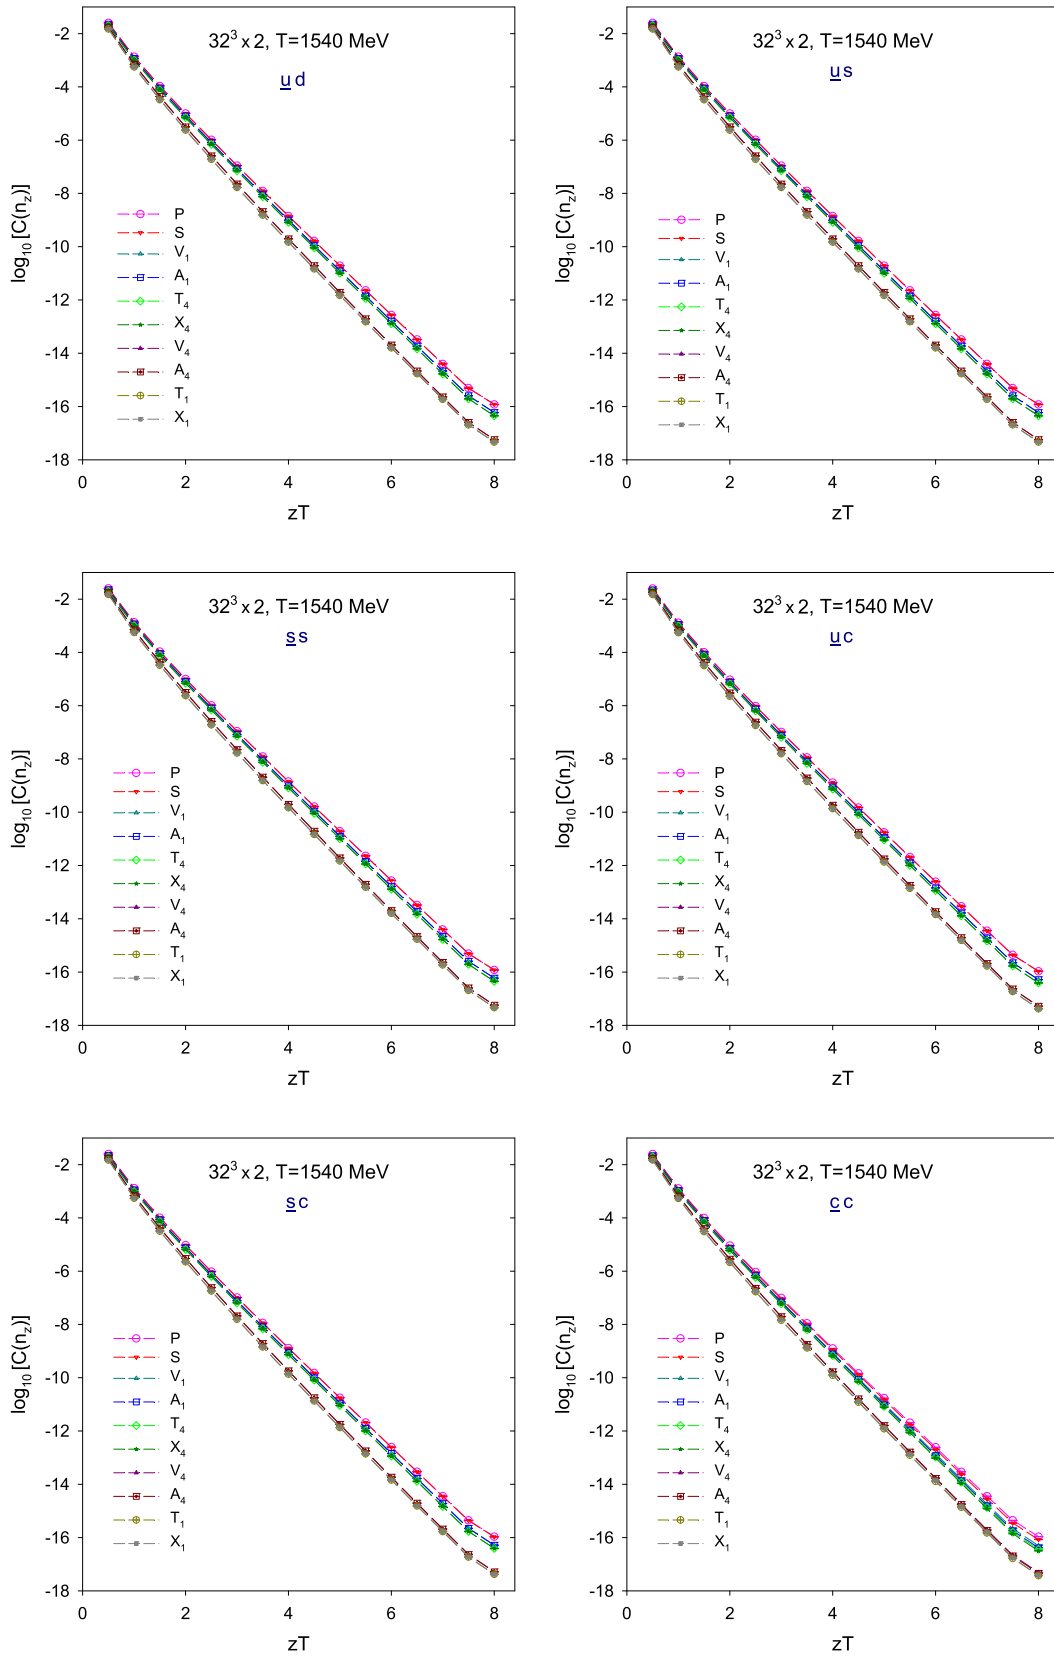 32³ x 2, T=1540 MeV
u d
log₁₀[C(n_z)]
-2
-4
-6
-8
-10
-12
-14
-16
-18
P
S
V₁
A₁
T₄
X₄
V₄
A₄
T₁
X₁
0 2 4 6 8
zT
32³ x 2, T=1540 MeV
u s
log₁₀[C(n_z)]
-2
-4
-6
-8
-10
-12
-14
-16
-18
P
S
V₁
A₁
T₄
X₄
V₄
A₄
T₁
X₁
0 2 4 6 8
zT
32³ x 2, T=1540 MeV
s s
log₁₀[C(n_z)]
-2
-4
-6
-8
-10
-12
-14
-16
-18
P
S
V₁
A₁
T₄
X₄
V₄
A₄
T₁
X₁
0 2 4 6 8
zT
32³ x 2, T=1540 MeV
u c
log₁₀[C(n_z)]
-2
-4
-6
-8
-10
-12
-14
-16
-18
P
S
V₁
A₁
T₄
X₄
V₄
A₄
T₁
X₁
0 2 4 6 8
zT
32³ x 2, T=1540 MeV
s c
log₁₀[C(n_z)]
-2
-4
-6
-8
-10
-12
-14
-16
-18
P
S
V₁
A₁
T₄
X₄
V₄
A₄
T₁
X₁
0 2 4 6 8
zT
32³ x 2, T=1540 MeV
c c
log₁₀[C(n_z)]
-2
-4
-6
-8
-10
-12
-14
-16
-18
P
S
V₁
A₁
T₄
X₄
V₄
A₄
T₁
X₁
0 2 4 6 8
zT